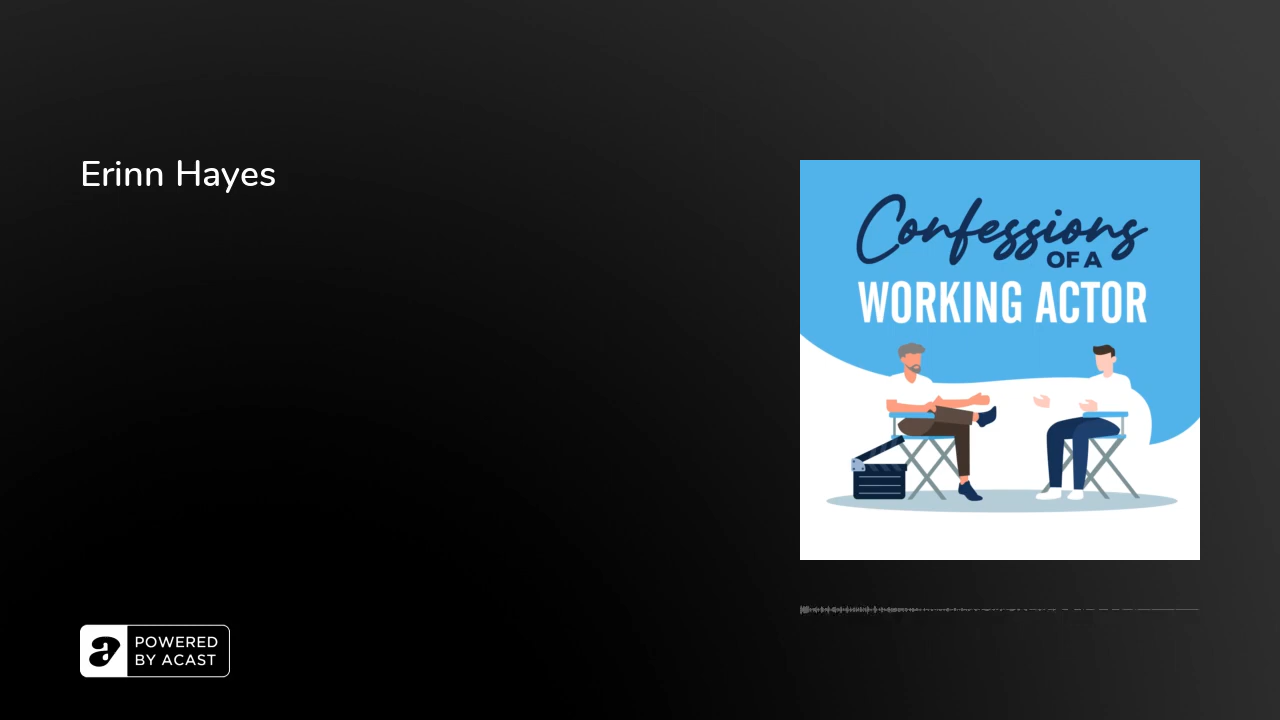 Erinn Hayes
Confessions
OF A
WORKING ACTOR
POWERED
BY ACAST